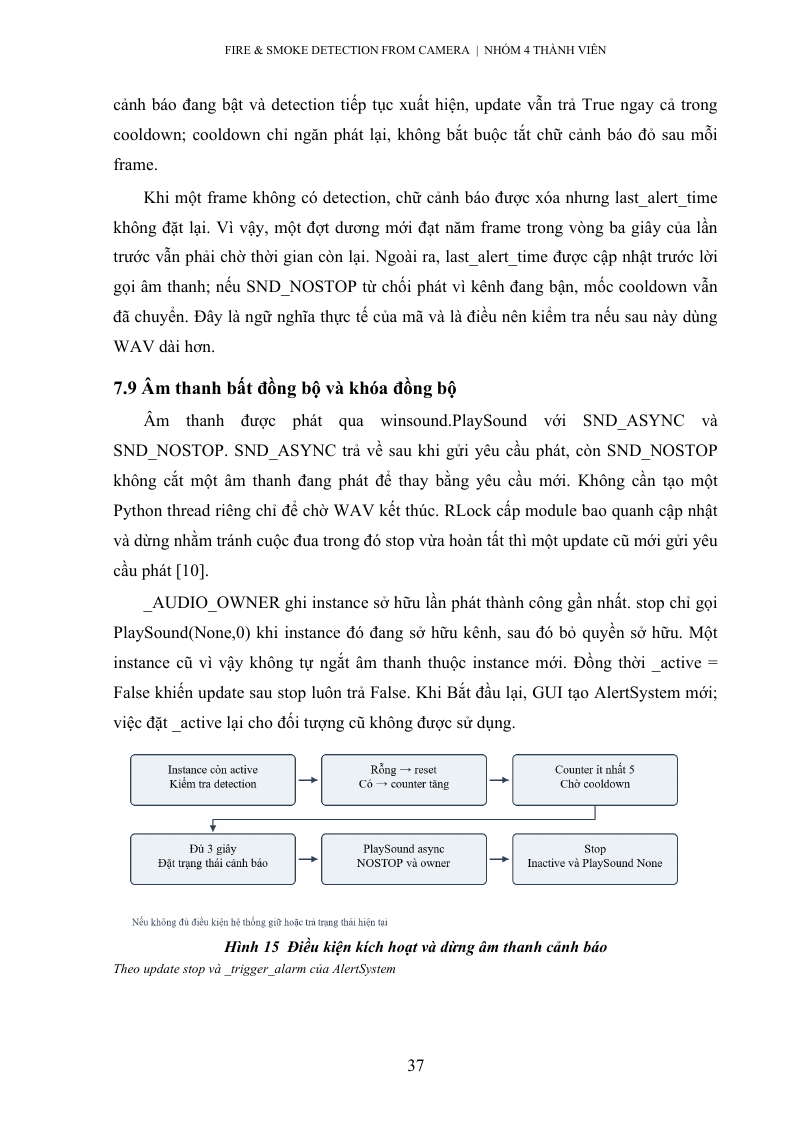 FIRE & SMOKE DETECTION FROM CAMERA | NHÓM 4 THÀNH VIÊN
cảnh báo đang bật và detection tiếp tục xuất hiện, update vẫn trả True ngay cả trong
cooldown; cooldown chỉ ngăn phát lại, không bắt buộc tắt chữ cảnh báo đỏ sau mỗi
frame.
Khi một frame không có detection, chữ cảnh báo được xóa nhưng last_alert_time
không đặt lại. Vì vậy, một đợt dương mới đạt năm frame trong vòng ba giây của lần
trước vẫn phải chờ thời gian còn lại. Ngoài ra, last_alert_time được cập nhật trước lời
gọi âm thanh; nếu SND_NOSTOP từ chối phát vì kênh đang bận, mốc cooldown vẫn
đã chuyển. Đây là ngữ nghĩa thực tế của mã và là điều nên kiểm tra nếu sau này dùng
WAV dài hơn.
7.9 Âm thanh bất đồng bộ và khóa đồng bộ
Âm thanh được phát qua winsound.PlaySound với SND_ASYNC và
SND_NOSTOP. SND_ASYNC trả về sau khi gửi yêu cầu phát, còn SND_NOSTOP
không cắt một âm thanh đang phát để thay bằng yêu cầu mới. Không cần tạo một
Python thread riêng chỉ để chờ WAV kết thúc. RLock cấp module bao quanh cập nhật
và dừng nhằm tránh cuộc đua trong đó stop vừa hoàn tất thì một update cũ mới gửi yêu
cầu phát [10].
_AUDIO_OWNER ghi instance sở hữu lần phát thành công gần nhất. stop chỉ gọi
PlaySound(None,0) khi instance đó đang sở hữu kênh, sau đó bỏ quyền sở hữu. Một
instance cũ vì vậy không tự ngắt âm thanh thuộc instance mới. Đồng thời _active =
False khiến update sau stop luôn trả False. Khi Bắt đầu lại, GUI tạo AlertSystem mới;
việc đặt _active lại cho đối tượng cũ không được sử dụng.
Instance còn active
Kiểm tra detection
Rỗng → reset
Có → counter tăng
Counter ít nhất 5
Chờ cooldown
Đủ 3 giây
Đặt trạng thái cảnh báo
PlaySound async
NOSTOP và owner
Stop
Inactive và PlaySound None
Nếu không đủ điều kiện hệ thống giữ hoặc trả trạng thái hiện tại
Hình 15 Điều kiện kích hoạt và dừng âm thanh cảnh báo
Theo update stop và _trigger_alarm của AlertSystem
37